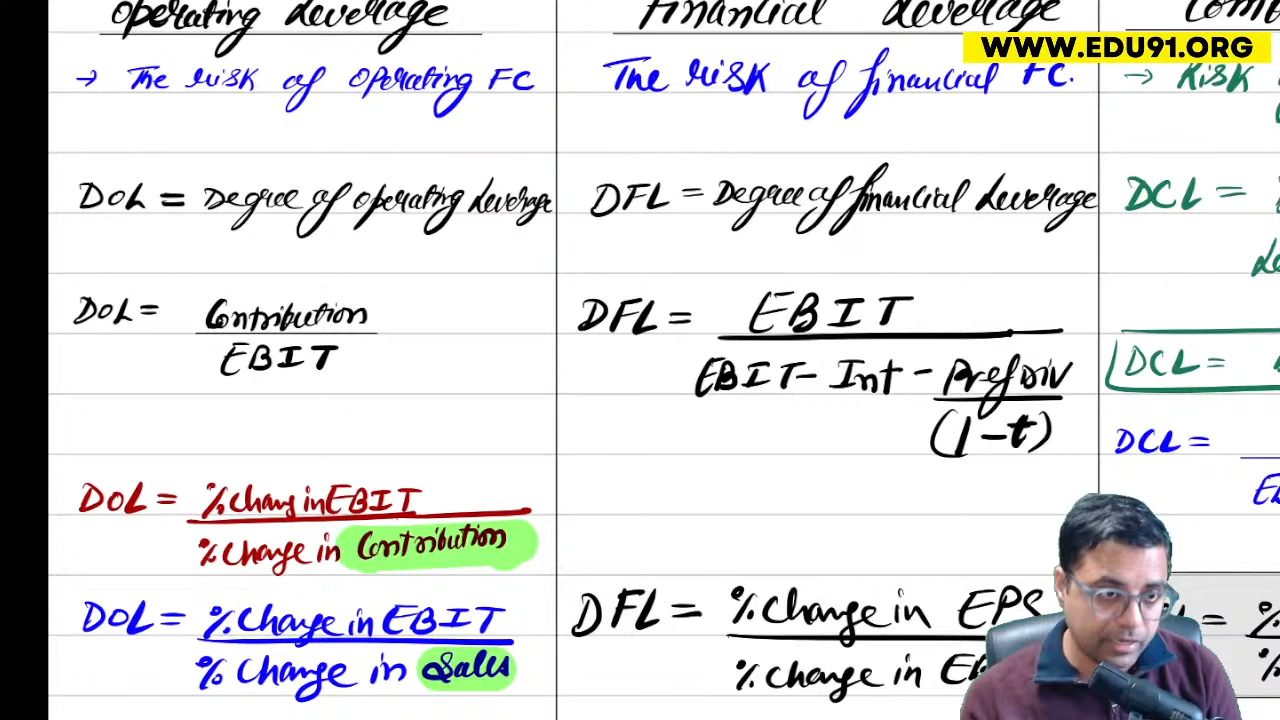 Operating Leverage
→ The risk of operating FC
DOL = Degree of operating Leverage
DOL = Contribution
EBIT
DOL = % Chang in EBIT
% Change in Contribution
DOL = % Change in EBIT
% Change in Sales
Financial Leverage
The risk of financial FC.
DFL = Degree of financial Leverage
DFL = EBIT
EBIT - Int - Pref Div
(1-t)
DFL = % Change in EPS
% Change in
WWW.EDU91.ORG
→ Risk
DCL =
DCL =
DCL =
= %
%